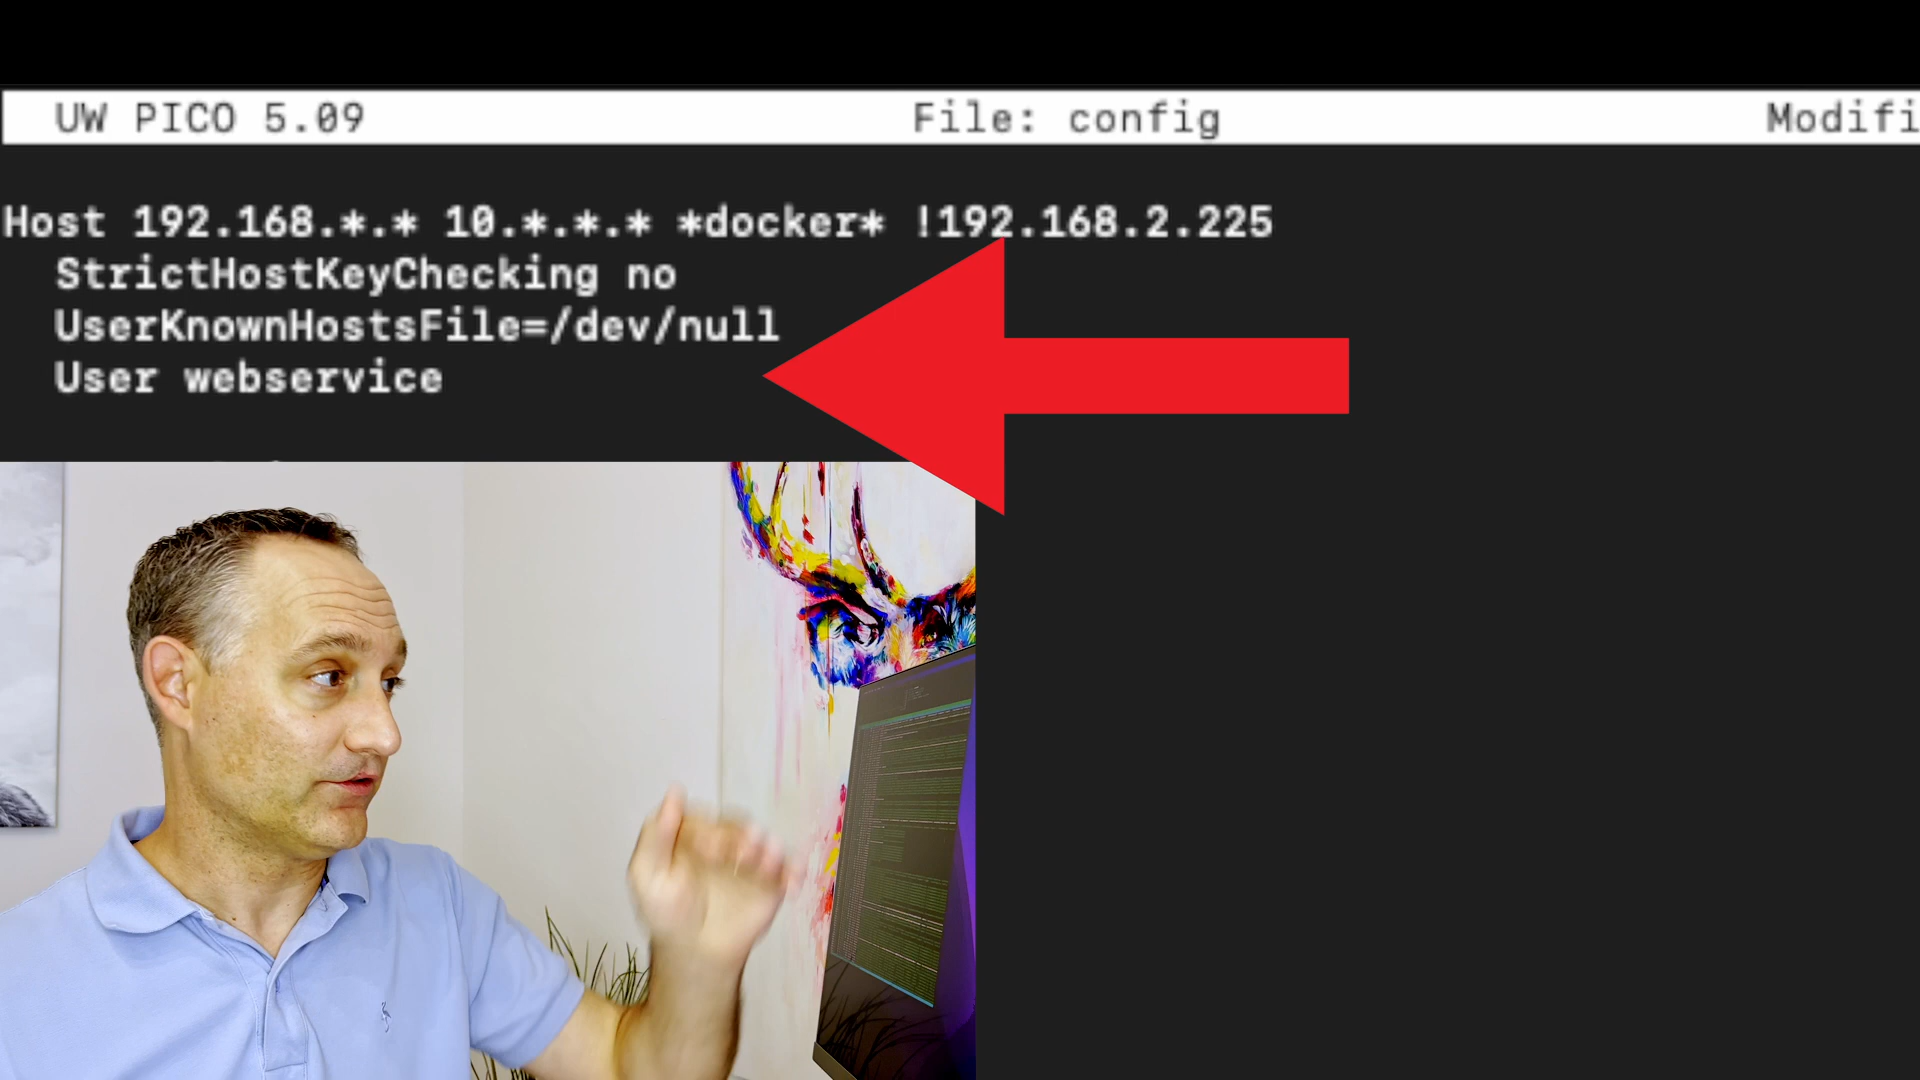 UW PICO 5.09 File: config Modifi
Host 192.168.*.* 10.*.*.* *docker* !192.168.2.225
StrictHostKeyChecking no
UserKnownHostsFile=/dev/null
User webservice